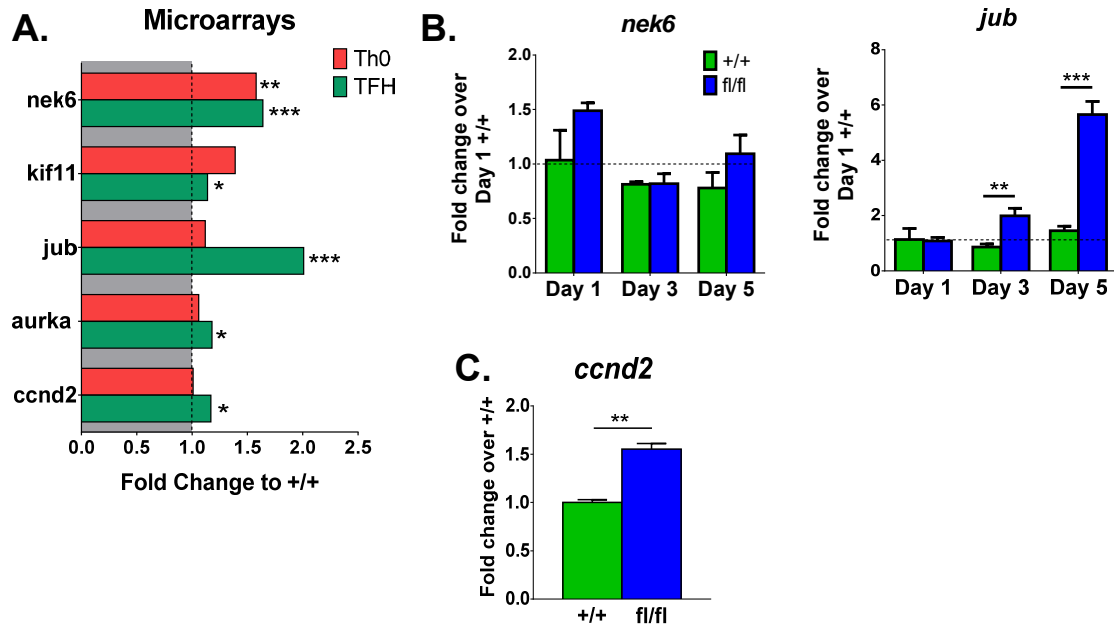 A.
Microarrays
Th0
TFH
nek6
**
***
kif11
*
jub
***
aurka
*
ccnd2
*
0.0 0.5 1.0 1.5 2.0 2.5
Fold Change to +/+
B.
nek6
+/+
fl/fl
Fold change over
Day 1 +/+
2.0
1.5
1.0
0.5
0.0
Day 1 Day 3 Day 5
jub
Fold change over
Day 1 +/+
8
6
4
2
0
**
***
Day 1 Day 3 Day 5
C.
ccnd2
Fold change over +/+
2.0
1.5
1.0
0.5
0.0
**
+/+ fl/fl